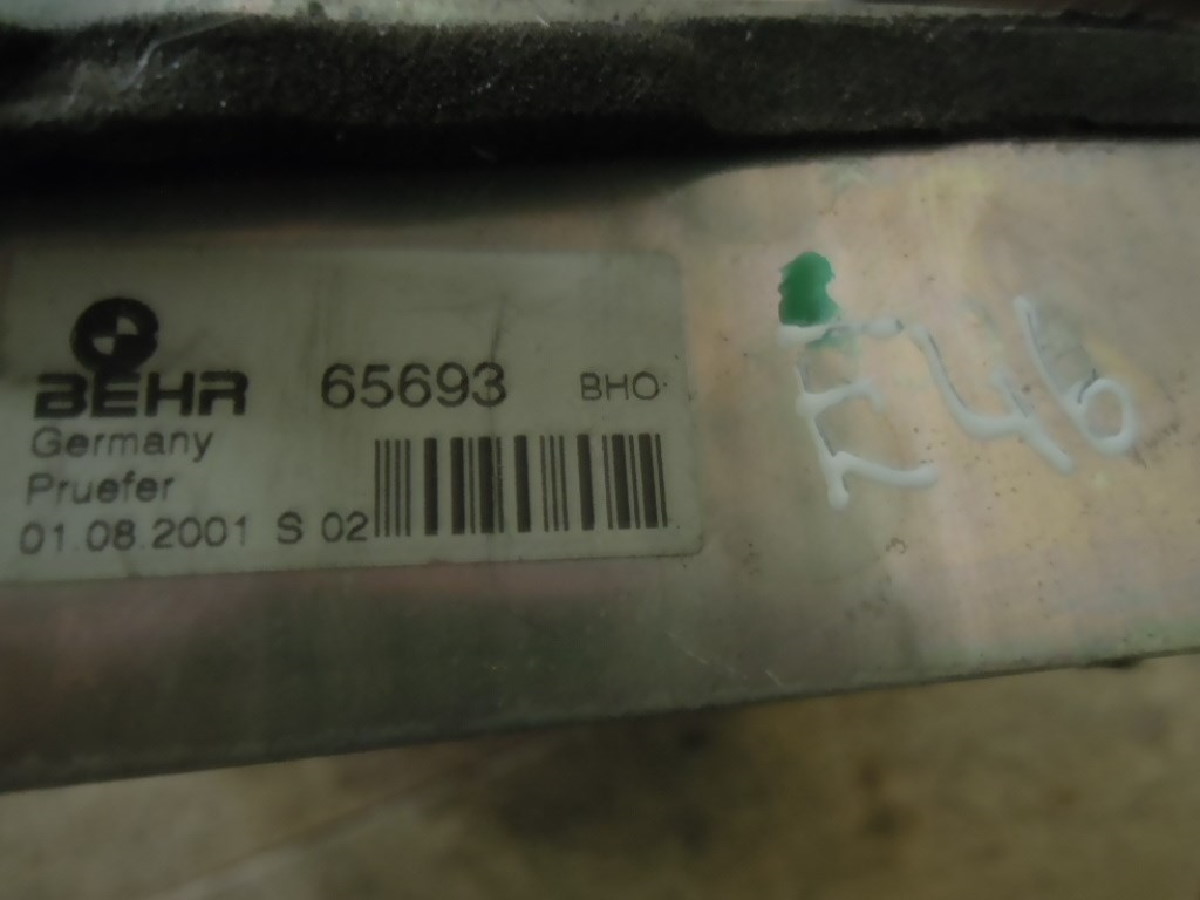 BEHR 65693 BHO
Germany
Pruefer
01.08.2001 S 02
E46